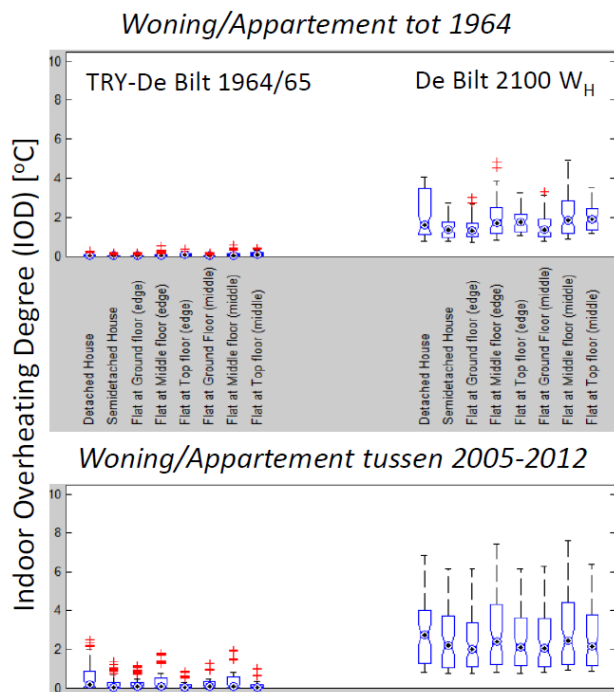 Woning/Appartement tot 1964
Indoor Overheating Degree (IOD) [°C]
TRY-De Bilt 1964/65
De Bilt 2100 W_H
10
8
6
4
2
0
Detached House
Semidetached House
Flat at Ground floor (edge)
Flat at Middle floor (edge)
Flat at Top floor (edge)
Flat at Ground Floor (middle)
Flat at Middle floor (middle)
Flat at Top floor (middle)
Detached House
Semidetached House
Flat at Ground floor (edge)
Flat at Middle floor (edge)
Flat at Top floor (edge)
Flat at Ground Floor (middle)
Flat at Middle floor (middle)
Flat at Top floor (middle)
Woning/Appartement tussen 2005-2012
10
8
6
4
2
0